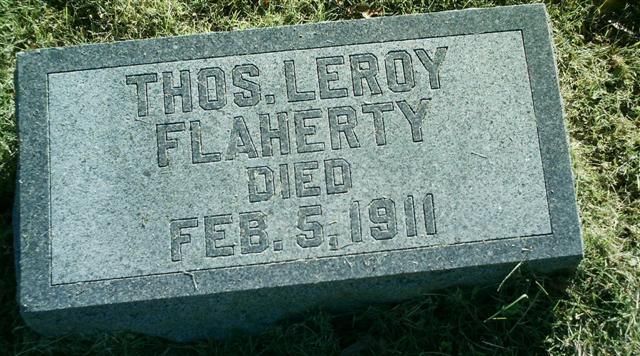 THOS. LEROY
FLAHERTY
DIED
FEB. 5, 1911